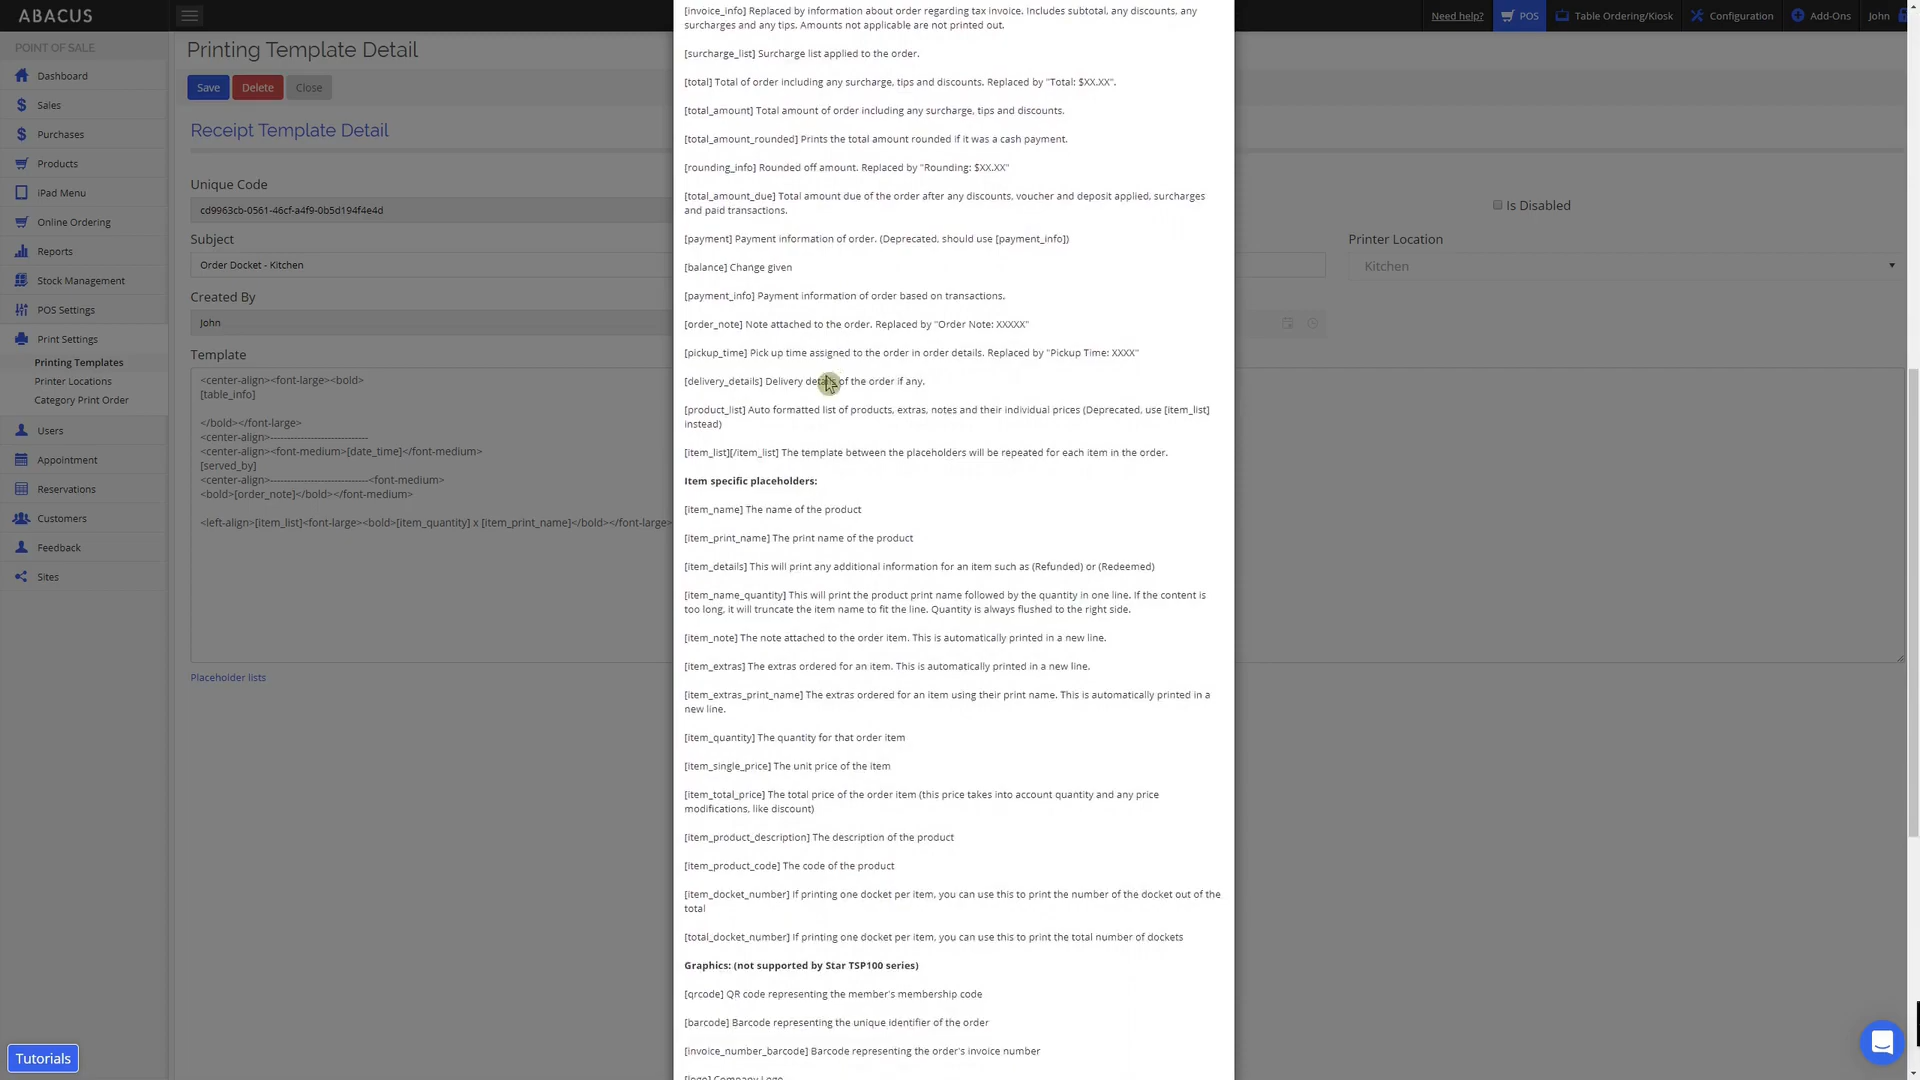 ABACUS
Need help?
POS
Table Ordering/Kiosk
Configuration
Add-Ons
John
POINT OF SALE
Dashboard
Sales
Purchases
Products
iPad Menu
Online Ordering
Reports
Stock Management
POS Settings
Print Settings
Printing Templates
Printer Locations
Category Print Order
Users
Appointment
Reservations
Customers
Feedback
Sites
Tutorials
Printing Template Detail
Save
Delete
Close
Receipt Template Detail
Unique Code
cd9963cb-0561-46cf-a4f9-0b5d194f4e4d
Is Disabled
Subject
Order Docket - Kitchen
Printer Location
Kitchen
Created By
John
Template
<center-align><font-large><bold>
[table_info]
</bold></font-large>
<center-align>----------------------------
<center-align><font-medium>[date_time]</font-medium>
[served_by]
<center-align>----------------------------<font-medium>
<bold>[order_note]</bold></font-medium>
<left-align>[item_list]<font-large><bold>[item_quantity] x [item_print_name]</bold></font-large>
Placeholder lists
[invoice_info] Replaced by information about order regarding tax invoice. Includes subtotal, any discounts, any
surcharges and any tips. Amounts not applicable are not printed out.
[surcharge_list] Surcharge list applied to the order.
[total] Total of order including any surcharge, tips and discounts. Replaced by "Total: $XX.XX".
[total_amount] Total amount of order including any surcharge, tips and discounts.
[total_amount_rounded] Prints the total amount rounded if it was a cash payment.
[rounding_info] Rounded off amount. Replaced by "Rounding: $XX.XX"
[total_amount_due] Total amount due of the order after any discounts, voucher and deposit applied, surcharges
and paid transactions.
[payment] Payment information of order. (Deprecated, should use [payment_info])
[balance] Change given
[payment_info] Payment information of order based on transactions.
[order_note] Note attached to the order. Replaced by "Order Note: XXXXX"
[pickup_time] Pick up time assigned to the order in order details. Replaced by "Pickup Time: XXXX"
[delivery_details] Delivery details of the order if any.
[product_list] Auto formatted list of products, extras, notes and their individual prices (Deprecated, use [item_list]
instead)
[item_list][/item_list] The template between the placeholders will be repeated for each item in the order.
Item specific placeholders:
[item_name] The name of the product
[item_print_name] The print name of the product
[item_details] This will print any additional information for an item such as (Refunded) or (Redeemed)
[item_name_quantity] This will print the product print name followed by the quantity in one line. If the content is
too long, it will truncate the item name to fit the line. Quantity is always flushed to the right side.
[item_note] The note attached to the order item. This is automatically printed in a new line.
[item_extras] The extras ordered for an item. This is automatically printed in a new line.
[item_extras_print_name] The extras ordered for an item using their print name. This is automatically printed in a
new line.
[item_quantity] The quantity for that order item
[item_single_price] The unit price of the item
[item_total_price] The total price of the order item (this price takes into account quantity and any price
modifications, like discount)
[item_product_description] The description of the product
[item_product_code] The code of the product
[item_docket_number] If printing one docket per item, you can use this to print the number of the docket out of the
total
[total_docket_number] If printing one docket per item, you can use this to print the total number of dockets
Graphics: (not supported by Star TSP100 series)
[qrcode] QR code representing the member's membership code
[barcode] Barcode representing the unique identifier of the order
[invoice_number_barcode] Barcode representing the order's invoice number
[logo] Company Logo